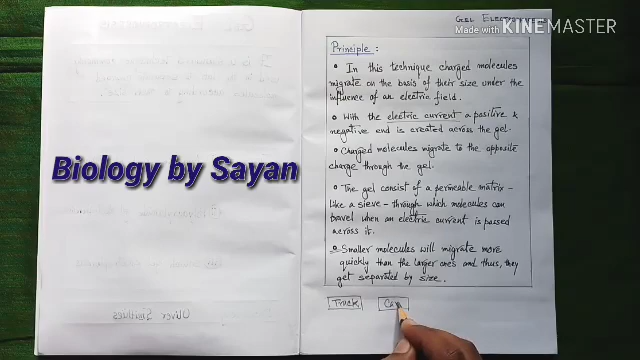 GEL ELECTROP
Made with KINEMASTER
Principle :
• In this technique charged molecules
migrate on the basis of their size under the
influence of an electric field.
• With the electric current a positive &
negative end is created across the gel.
• Charged molecules migrate to the opposite
charge through the gel.
• The gel consist of a permeable matrix -
like a sieve - through which molecules can
travel when an electric current is passed
across it.
• Smaller molecules will migrate more
quickly than the larger ones and thus, they
get separated by size.
Biology by Sayan
Truck